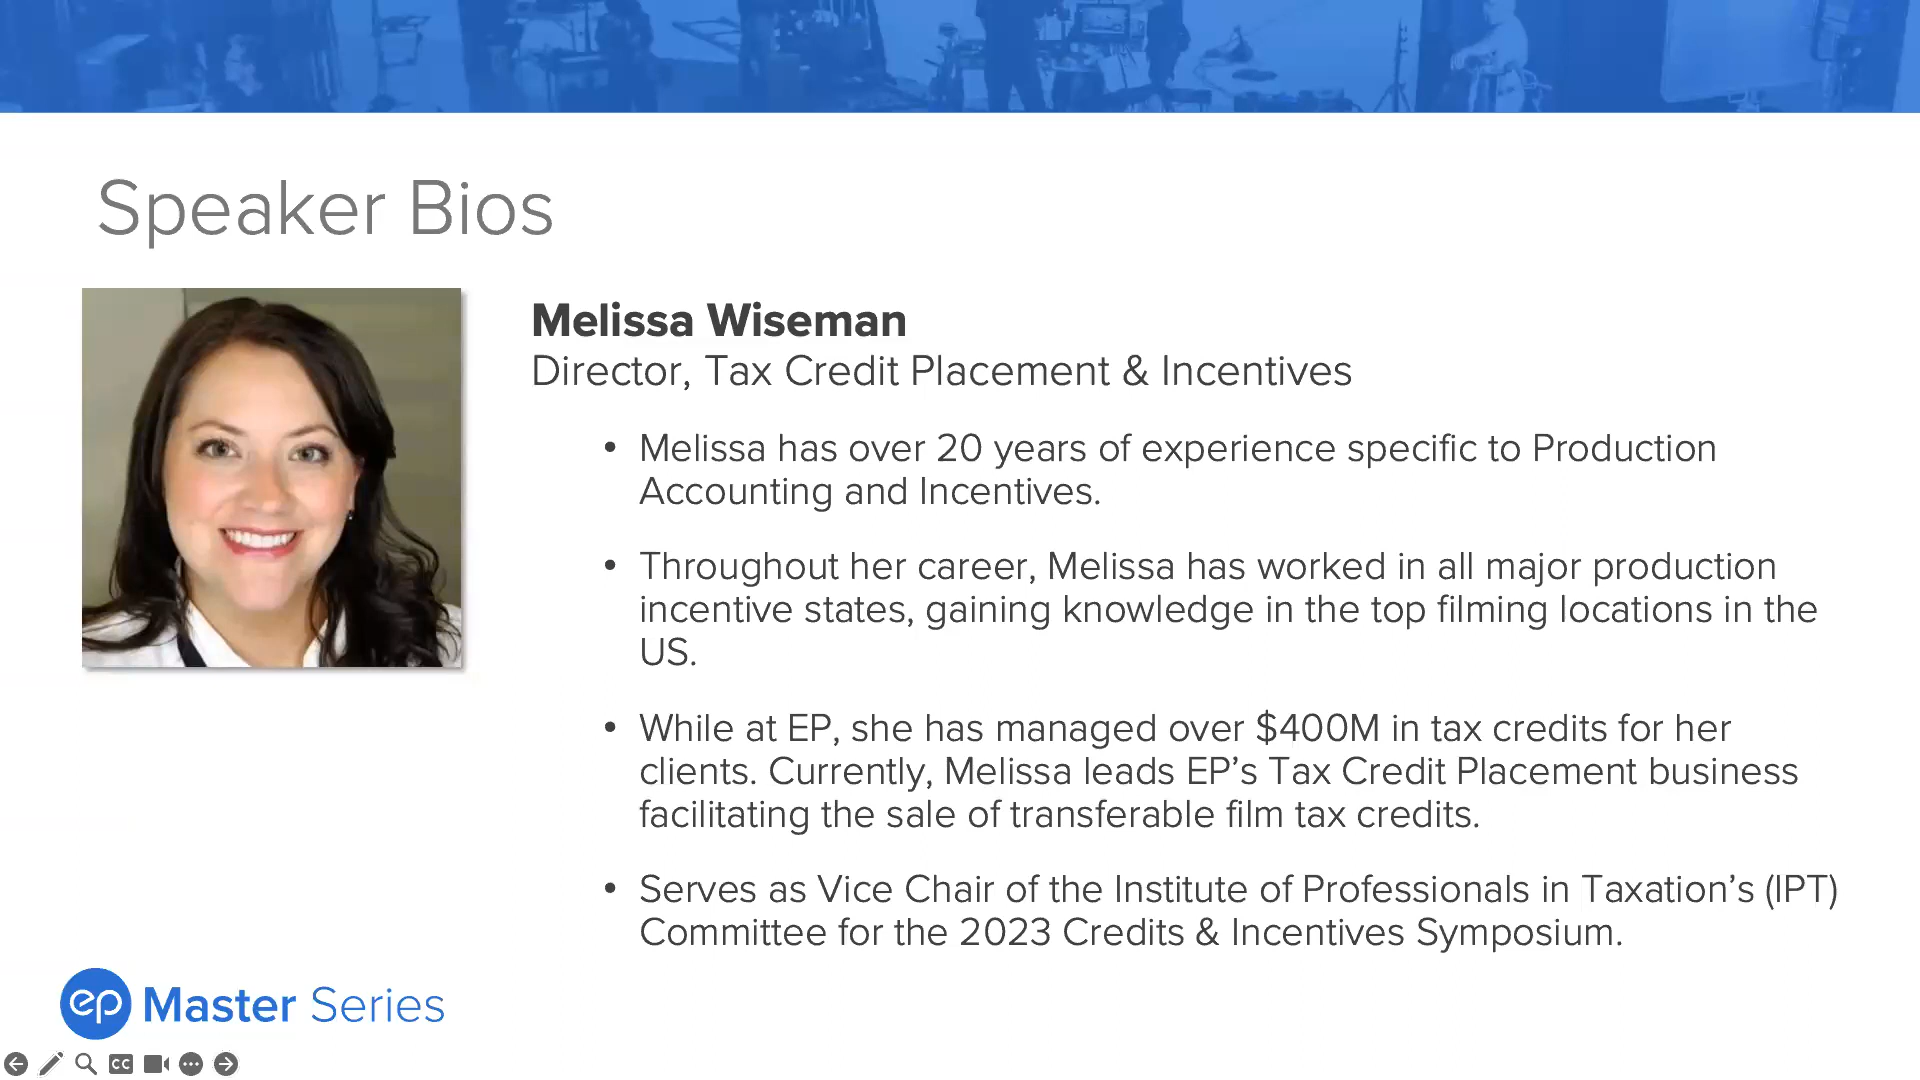 Speaker Bios
Melissa Wiseman
Director, Tax Credit Placement & Incentives
• Melissa has over 20 years of experience specific to Production
Accounting and Incentives.
• Throughout her career, Melissa has worked in all major production
incentive states, gaining knowledge in the top filming locations in the
US.
• While at EP, she has managed over $400M in tax credits for her
clients. Currently, Melissa leads EP’s Tax Credit Placement business
facilitating the sale of transferable film tax credits.
• Serves as Vice Chair of the Institute of Professionals in Taxation’s (IPT)
Committee for the 2023 Credits & Incentives Symposium.
ep Master Series
CC